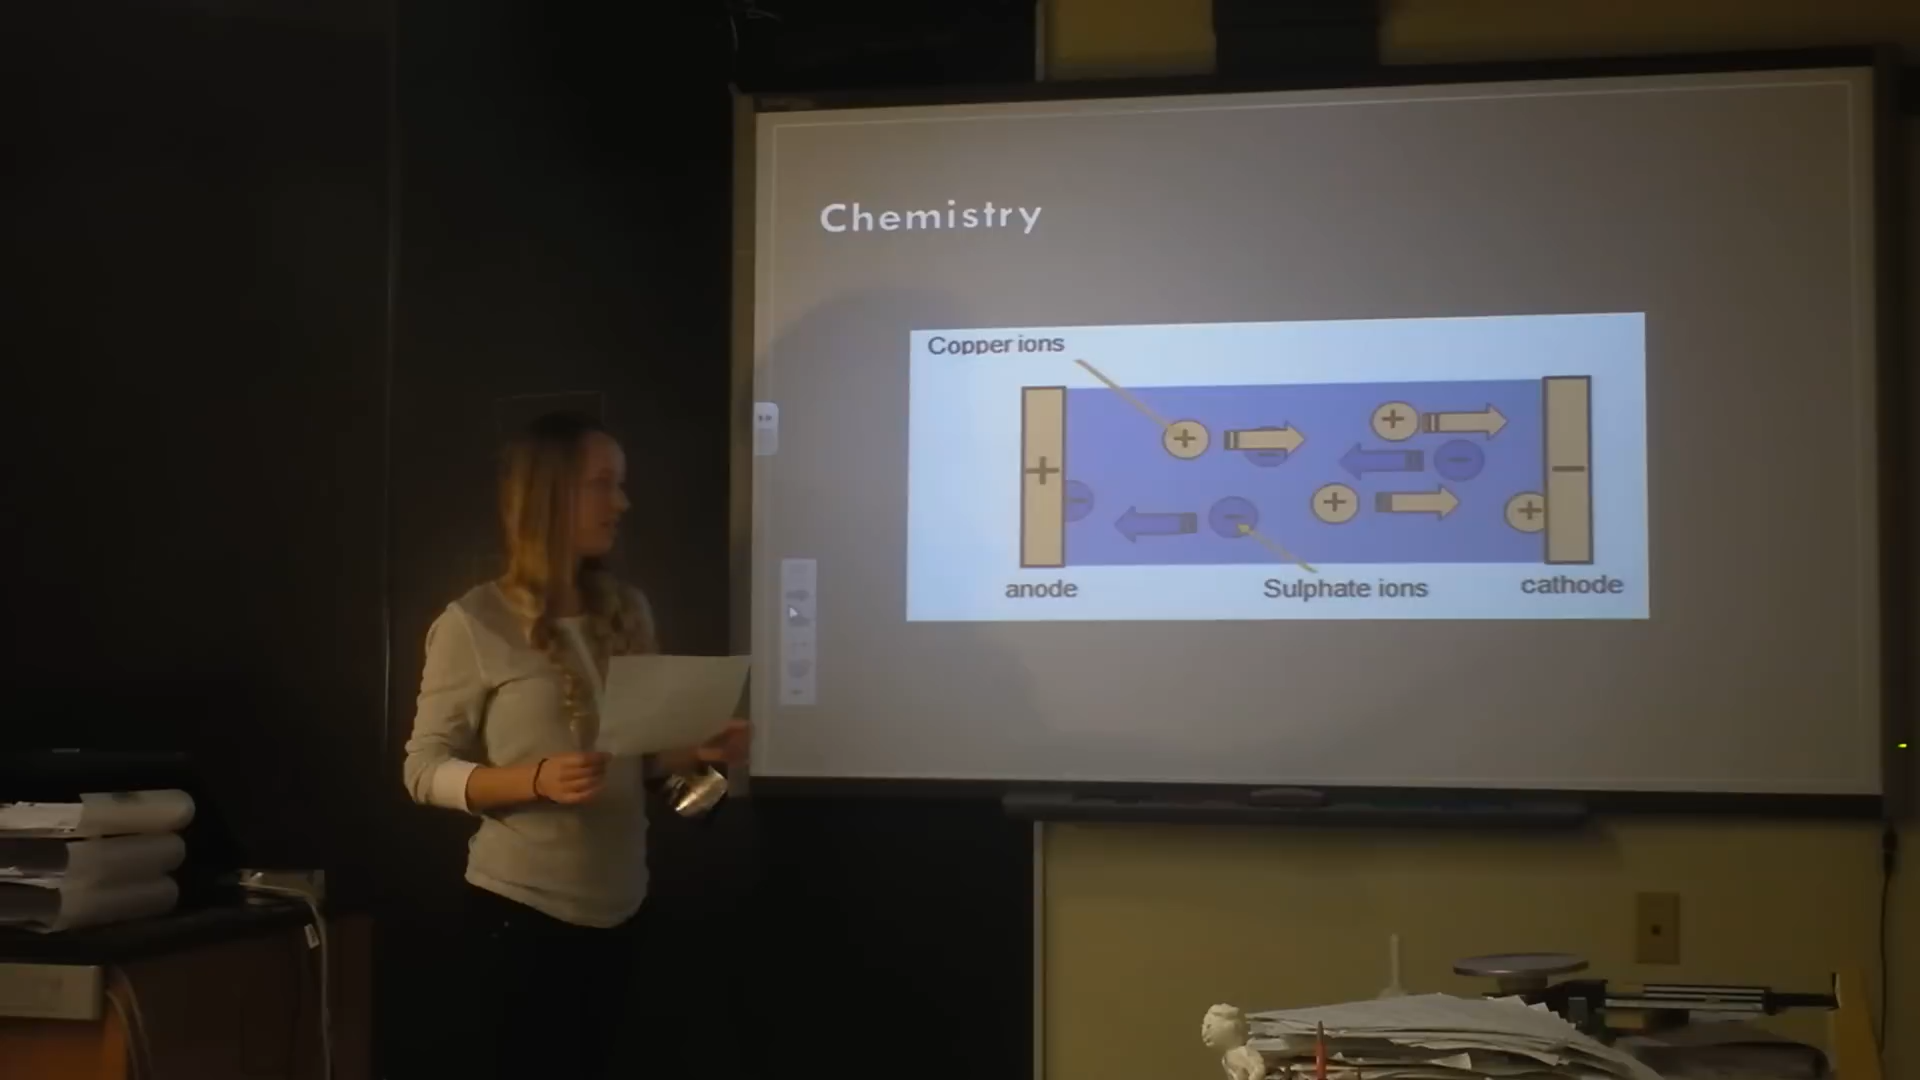 Chemistry
Copper ions
+
+
+
-
-
-
-
+
-
+
anode
Sulphate ions
cathode